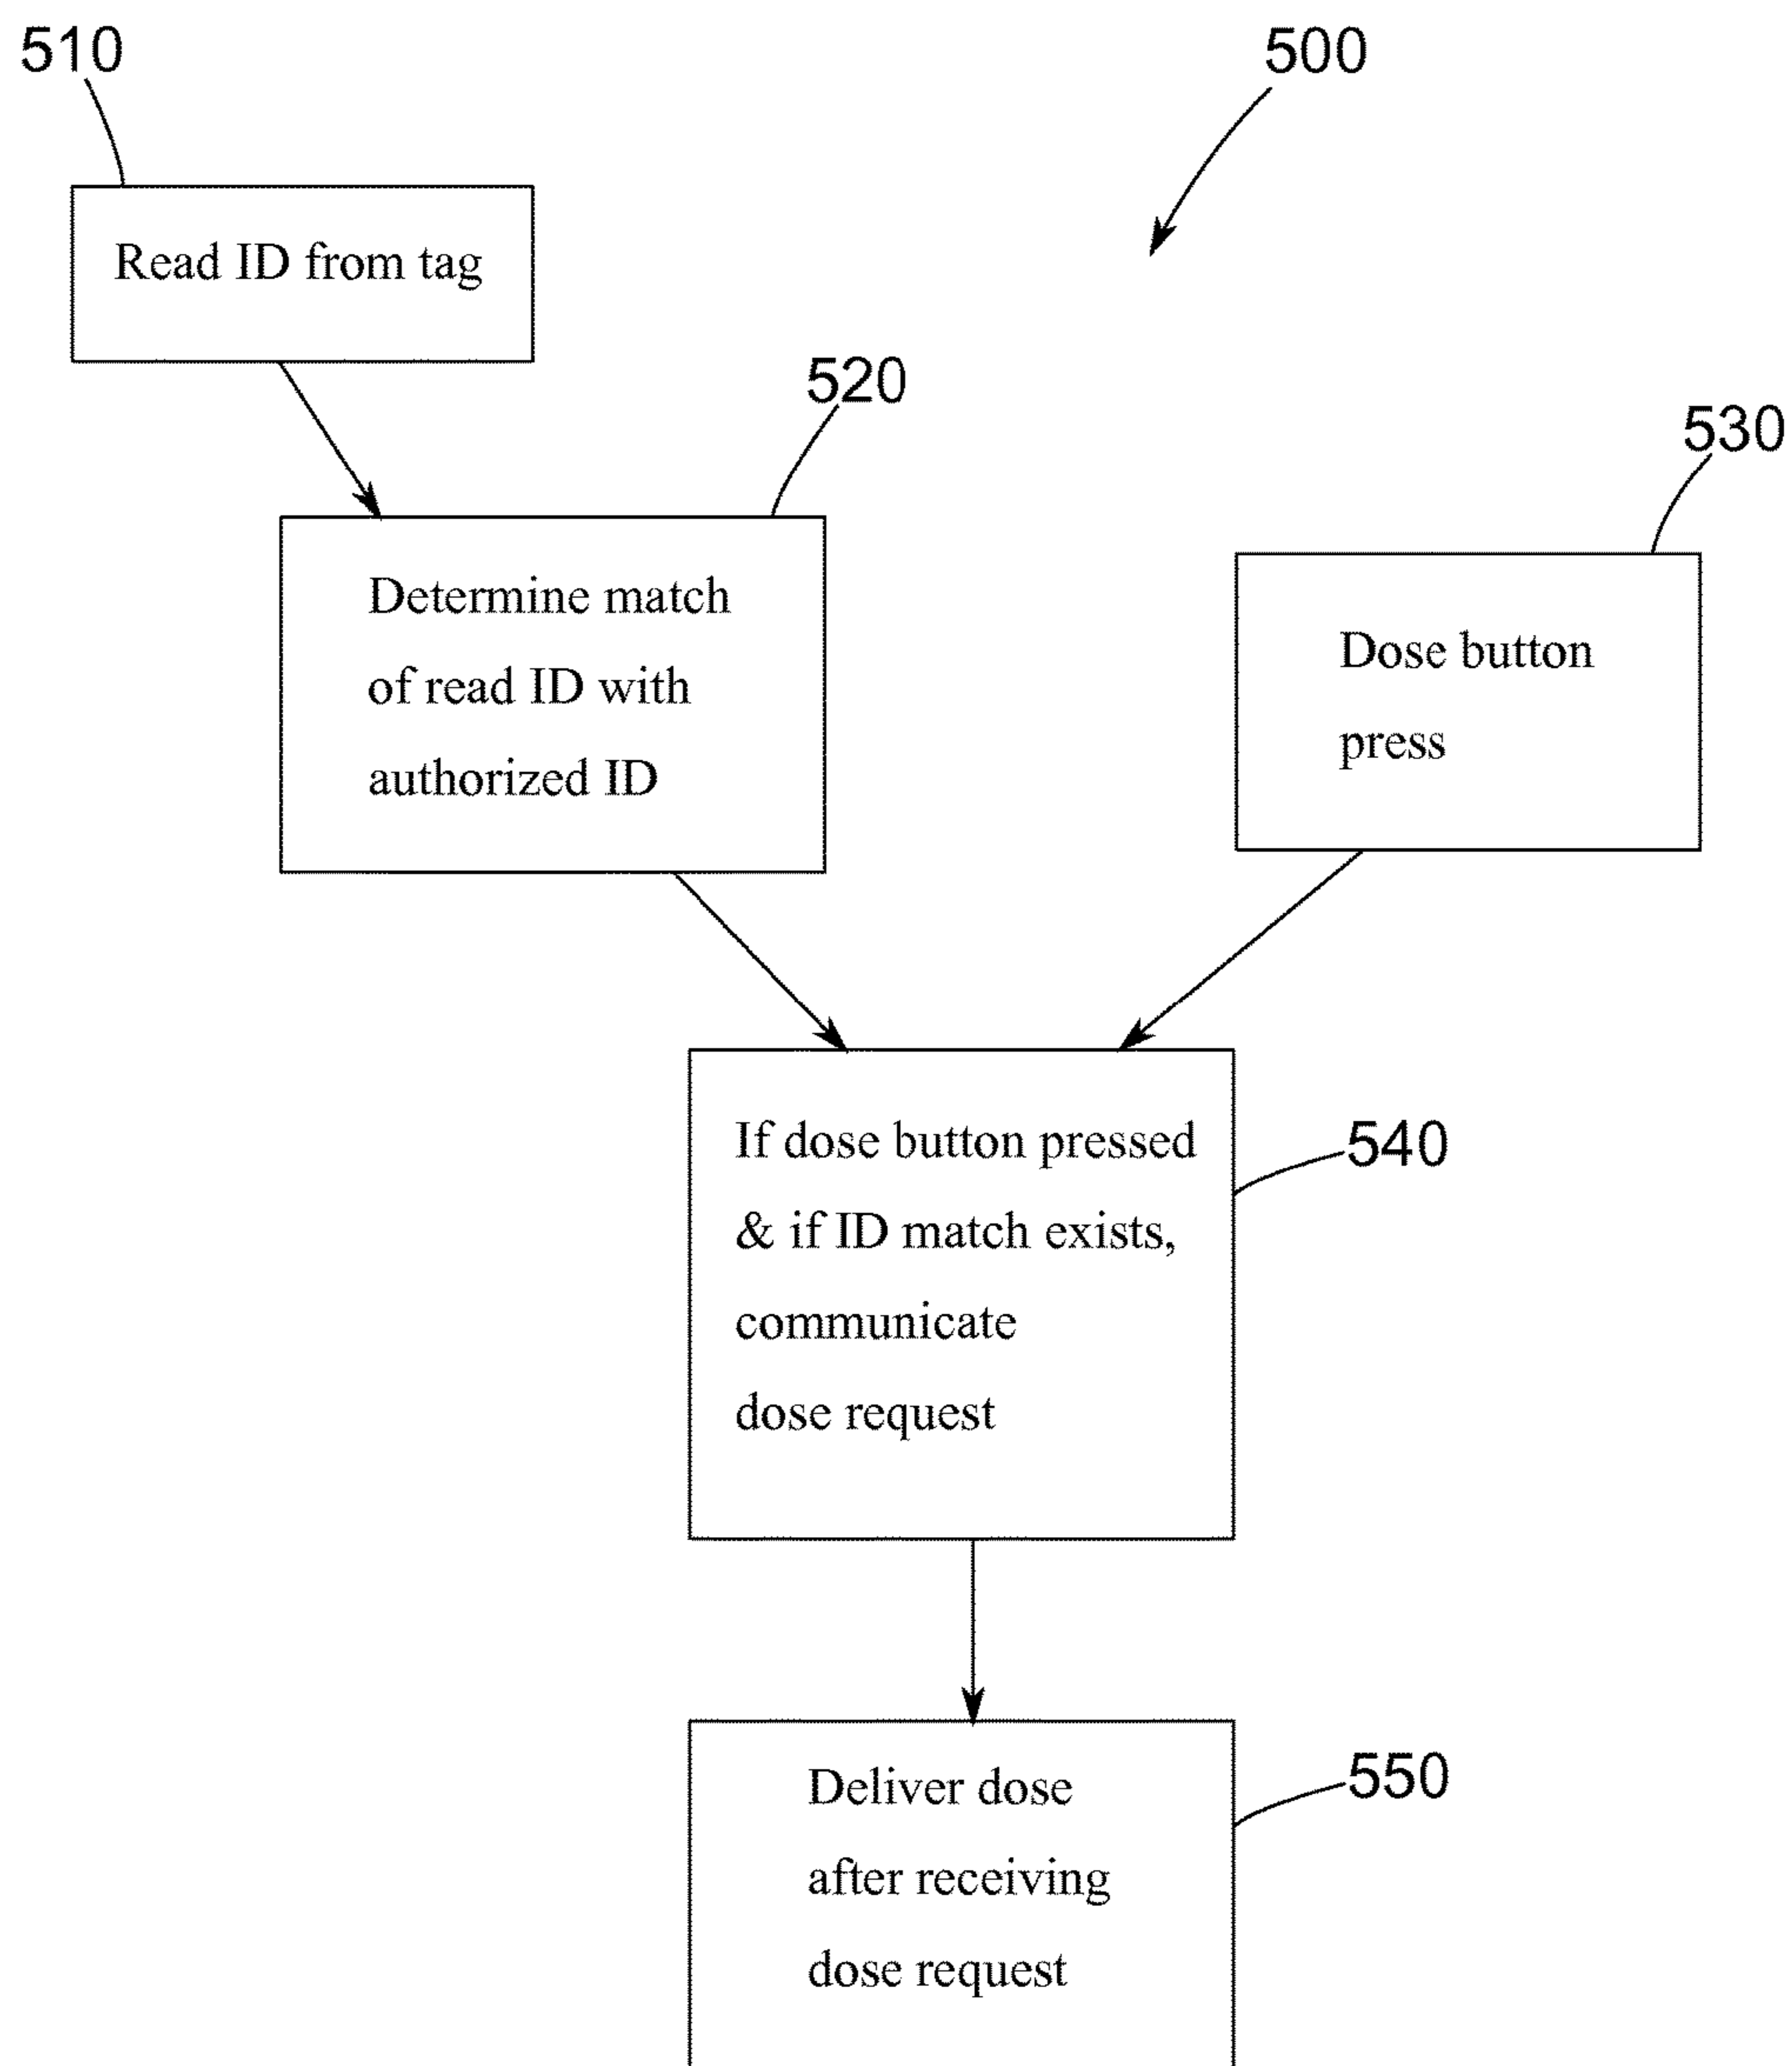 510
500
Read ID from tag
520
530
Determine match
of read ID with
authorized ID
Dose button
press
If dose button pressed
& if ID match exists,
communicate
dose request
540
Deliver dose
after receiving
dose request
550